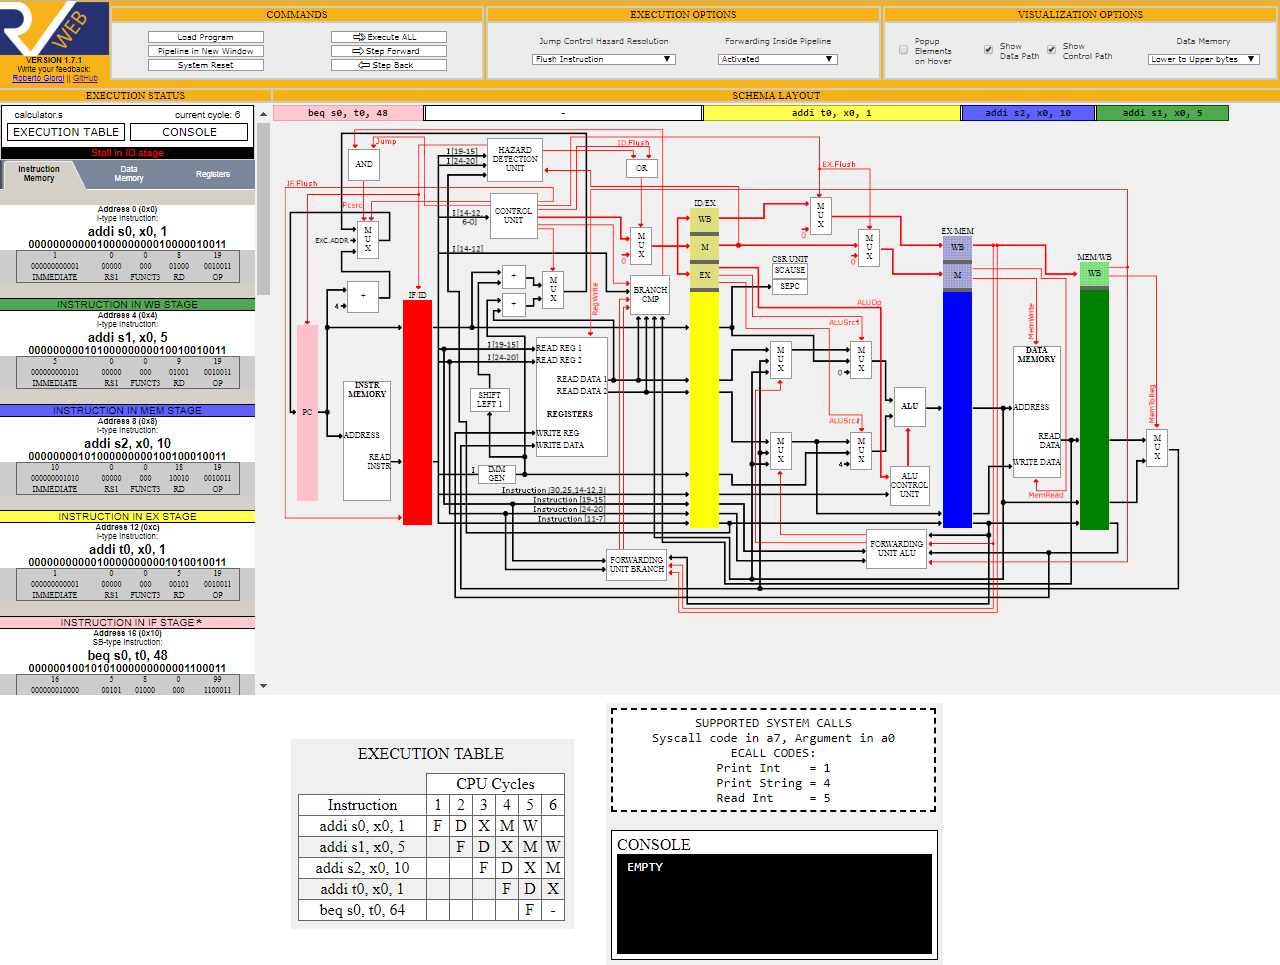 WEB
VERSION 1.7.1
Write your feedback:
Roberto Giorgi || GitHub
COMMANDS
Load Program
Execute ALL
Pipeline in New Window
Step Forward
System Reset
Step Back
EXECUTION OPTIONS
Jump Control Hazard Resolution
Forwarding Inside Pipeline
Flush Instruction
Activated
VISUALIZATION OPTIONS
Popup Elements on Hover
Show Data Path
Show Control Path
Data Memory
Lower to Upper bytes
EXECUTION STATUS
SCHEMA LAYOUT
calculator.s
current cycle: 6
EXECUTION TABLE
CONSOLE
Stall in ID stage
Instruction Memory
Data Memory
Registers
Address 0 (0x0)
I-type Instruction:
addi s0, x0, 1
00000000000100000000010000010011
1 0 0 8 19
000000000001 00000 000 01000 0010011
IMMEDIATE RS1 FUNCT3 RD OP
INSTRUCTION IN WB STAGE
Address 4 (0x4)
I-type Instruction:
addi s1, x0, 5
00000000010100000000010010010011
5 0 0 9 19
000000000101 00000 000 01001 0010011
IMMEDIATE RS1 FUNCT3 RD OP
INSTRUCTION IN MEM STAGE
Address 8 (0x8)
I-type Instruction:
addi s2, x0, 10
00000000101000000000100100010011
10 0 0 18 19
000000001010 00000 000 10010 0010011
IMMEDIATE RS1 FUNCT3 RD OP
INSTRUCTION IN EX STAGE
Address 12 (0xc)
I-type Instruction:
addi t0, x0, 1
00000000000100000000001010010011
1 0 0 5 19
000000000001 00000 000 00101 0010011
IMMEDIATE RS1 FUNCT3 RD OP
INSTRUCTION IN IF STAGE *
Address 16 (0x10)
SB-type Instruction:
beq s0, t0, 48
16 5 8 0 99
000000010000 00101 01000 000 1100011
beq s0, t0, 48
-
addi t0, x0, 1
addi s2, x0, 10
addi s1, x0, 5
AND
Jump
I [19-15]
I [24-20]
HAZARD DETECTION UNIT
ID.Flush
OR
EX.Flush
IF.Flush
Pcsrc
EXC.ADDR
MUX
I [14-12, 6-0]
CONTROL UNIT
I [14-12]
MUX
0
ID/EX
WB
M
EX
MUX
0
MUX
0
CSR UNIT
SCAUSE
SEPC
EX/MEM
WB
M
MEM/WB
WB
+
4
IF/ID
+
+
MUX
BRANCH CMP
RegWrite
ALUOp
ALUSrc1
MemWrite
MemToReg
PC
INSTR MEMORY
ADDRESS
READ INSTR
I [19-15]
I [24-20]
READ REG 1
READ REG 2
READ DATA 1
READ DATA 2
REGISTERS
WRITE REG
WRITE DATA
SHIFT LEFT 1
I
IMM GEN
MUX
MUX
0
ALU
ALUSrc2
MUX
MUX
4
ALU CONTROL UNIT
DATA MEMORY
ADDRESS
READ DATA
WRITE DATA
MemRead
MUX
Instruction [30,25,14-12,3]
Instruction [19-15]
Instruction [24-20]
Instruction [11-7]
FORWARDING UNIT BRANCH
FORWARDING UNIT ALU
EXECUTION TABLE
CPU Cycles
Instruction 1 2 3 4 5 6
addi s0, x0, 1 F D X M W
addi s1, x0, 5 F D X M W
addi s2, x0, 10 F D X M
addi t0, x0, 1 F D X
beq s0, t0, 64 F -
SUPPORTED SYSTEM CALLS
Syscall code in a7, Argument in a0
ECALL CODES:
Print Int = 1
Print String = 4
Read Int = 5
CONSOLE
EMPTY